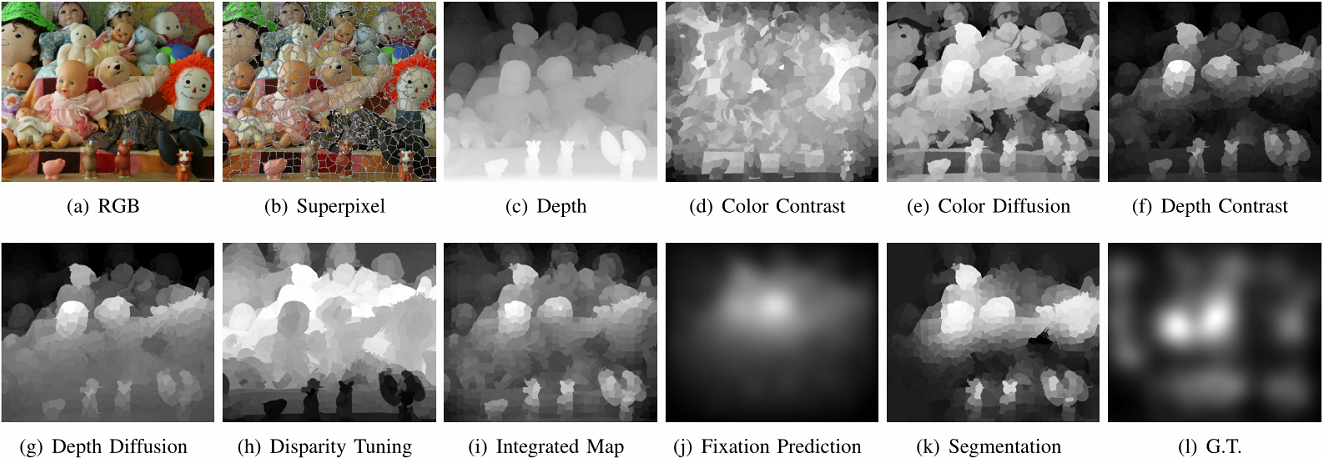 (a) RGB
(b) Superpixel
(c) Depth
(d) Color Contrast
(e) Color Diffusion
(f) Depth Contrast
(g) Depth Diffusion
(h) Disparity Tuning
(i) Integrated Map
(j) Fixation Prediction
(k) Segmentation
(l) G.T.